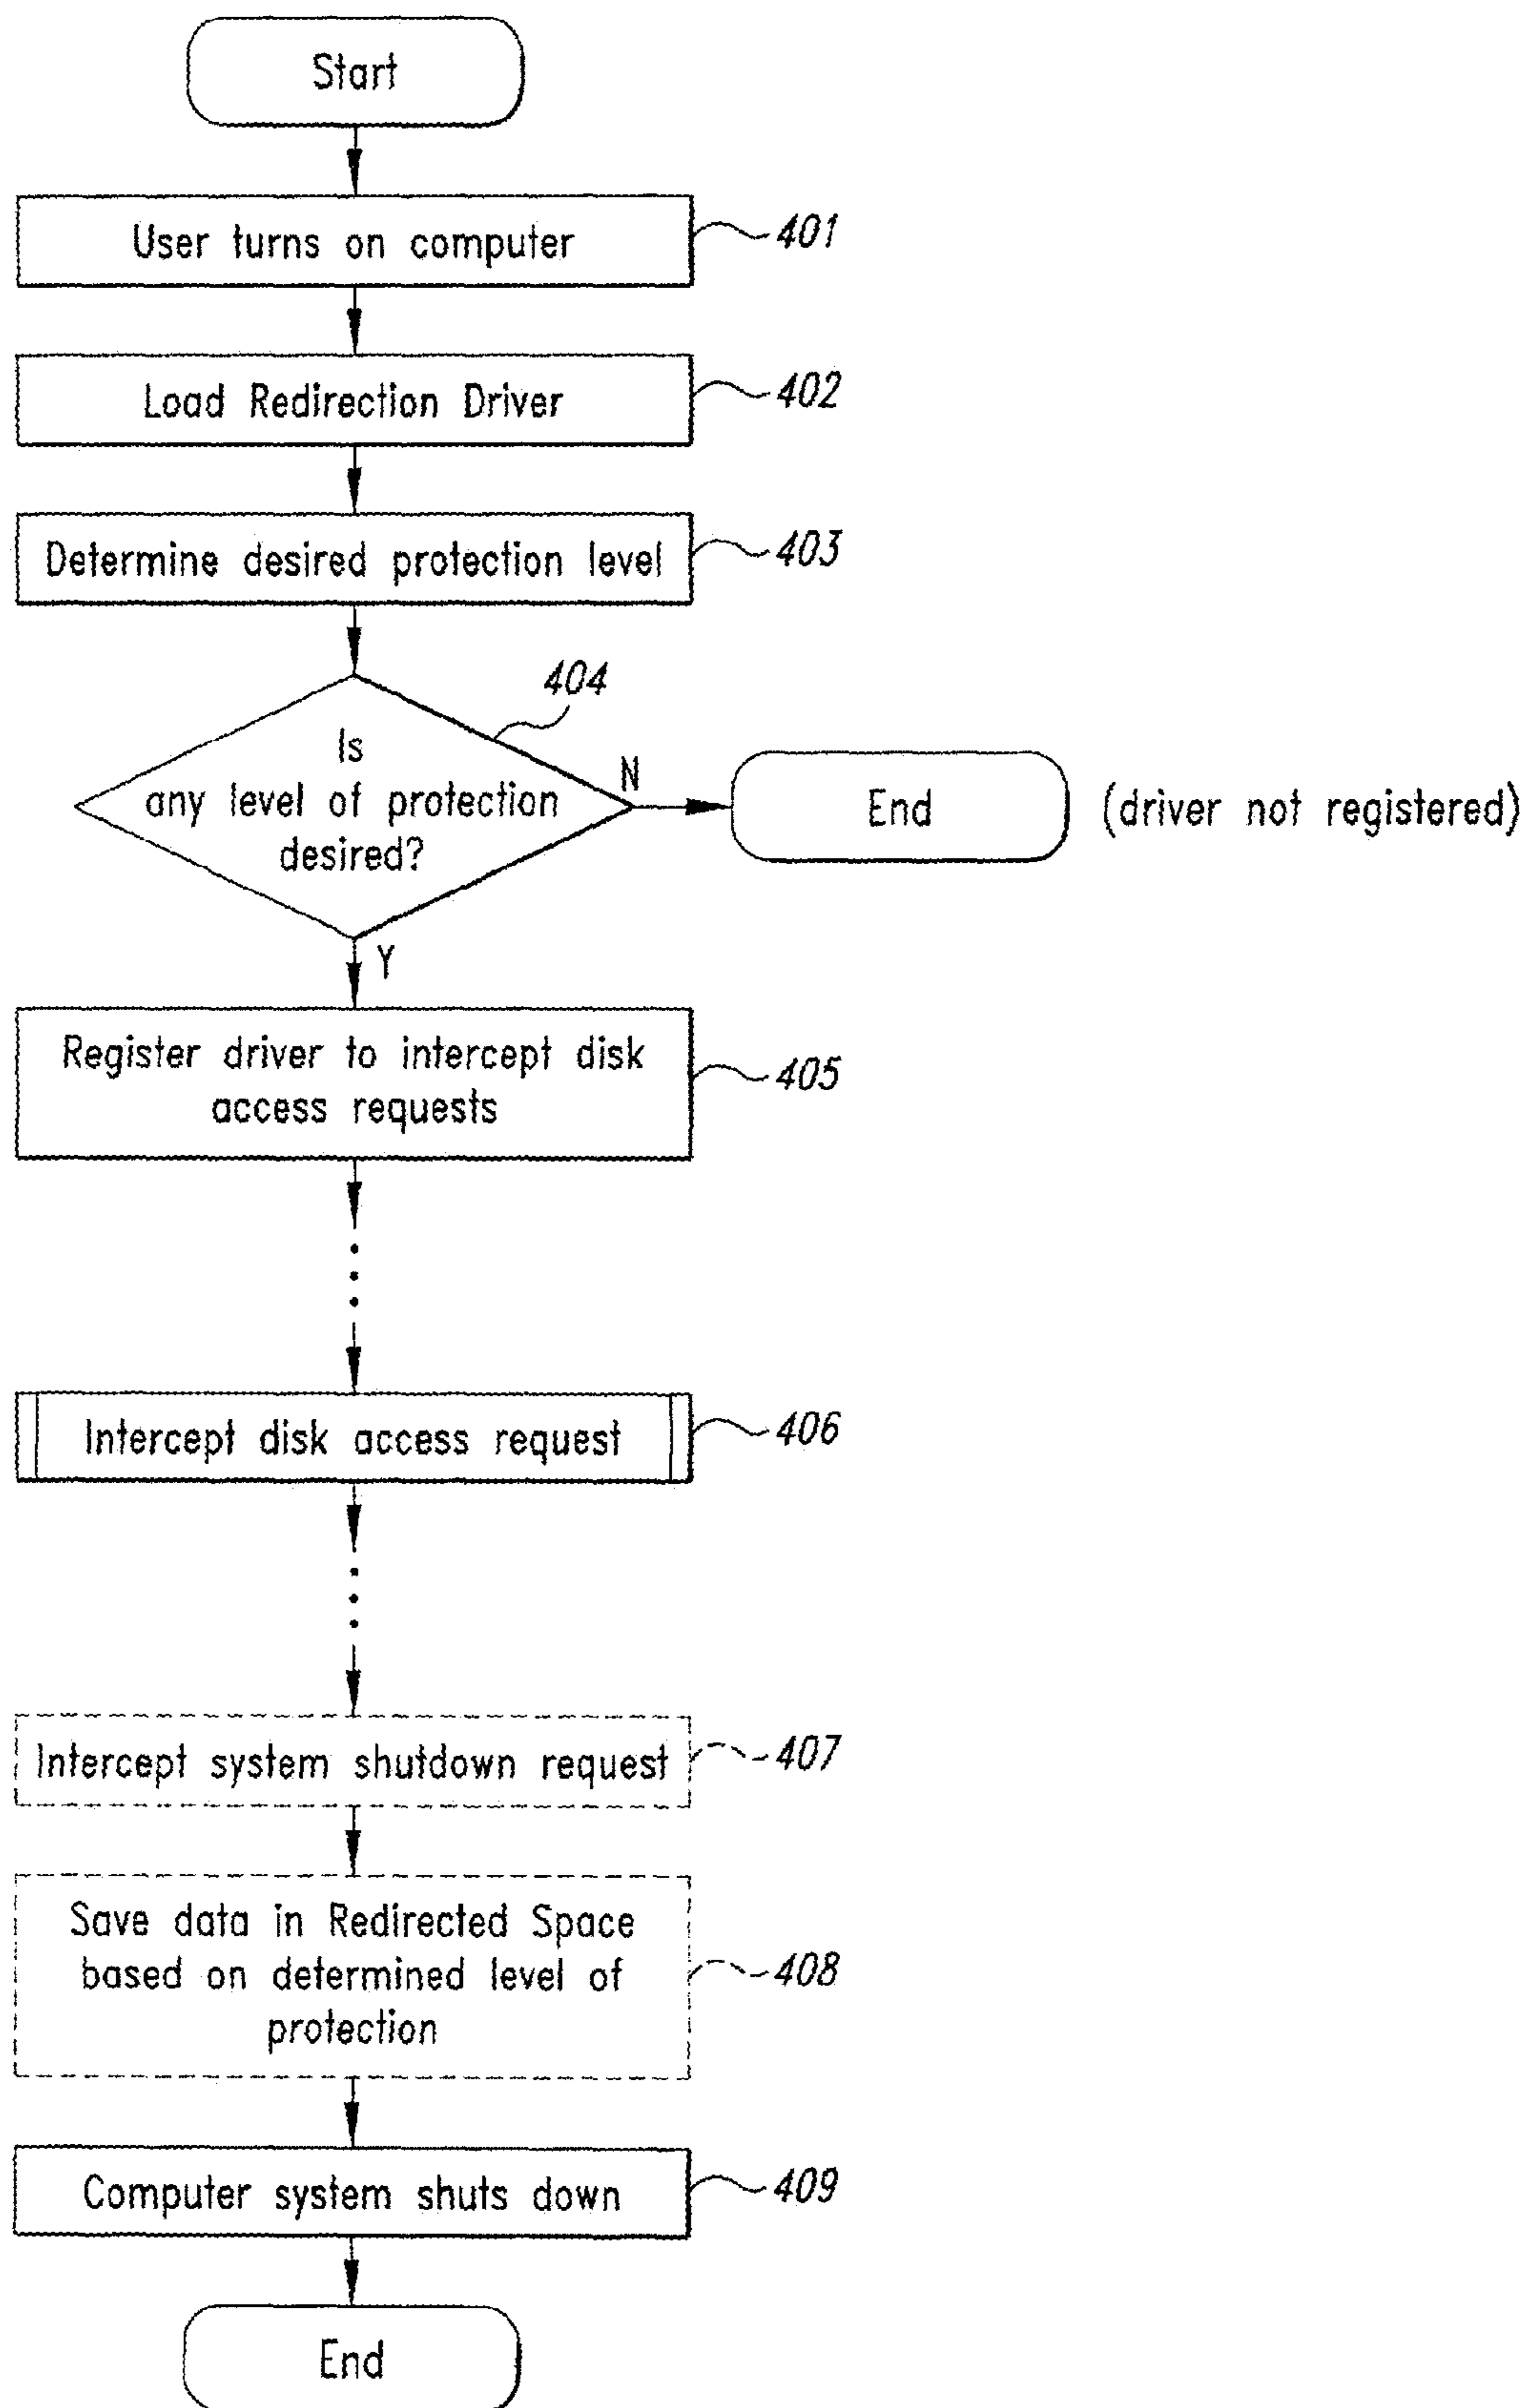 Start
User turns on computer
401
Load Redirection Driver
402
Determine desired protection level
403
404
Is
any level of protection
desired?
N
End
(driver not registered)
Y
Register driver to intercept disk
access requests
405
Intercept disk access request
406
Intercept system shutdown request
407
Save data in Redirected Space
based on determined level of
protection
408
Computer system shuts down
409
End